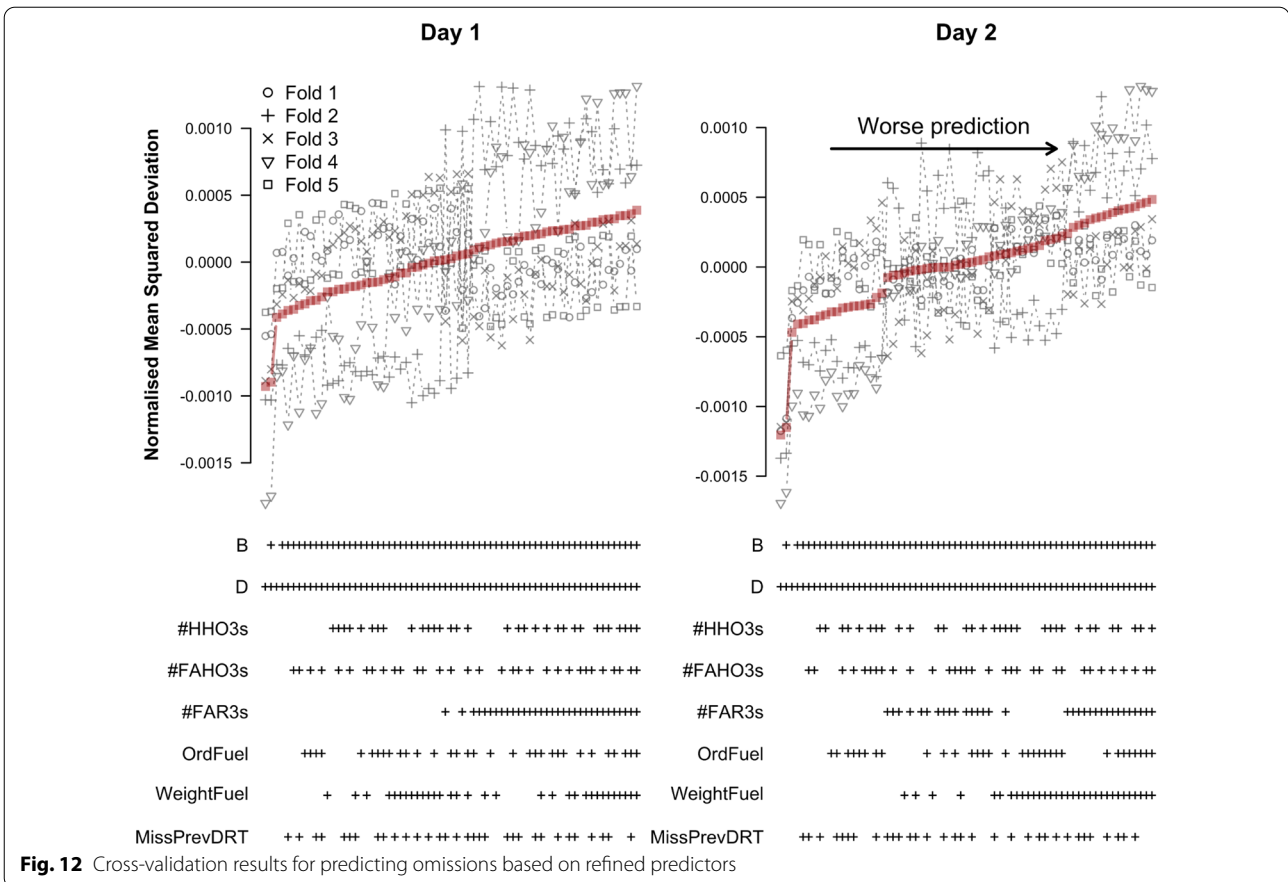 Day 1
Day 2
Normalised Mean Squared Deviation
Fold 1
Fold 2
Fold 3
Fold 4
Fold 5
0.0010
0.0005
0.0000
-0.0005
-0.0010
-0.0015
Worse prediction
0.0010
0.0005
0.0000
-0.0005
-0.0010
-0.0015
B
D
#HHO3s
#FAHO3s
#FAR3s
OrdFuel
WeightFuel
MissPrevDRT
B
D
#HHO3s
#FAHO3s
#FAR3s
OrdFuel
WeightFuel
MissPrevDRT
Fig. 12 Cross-validation results for predicting omissions based on refined predictors